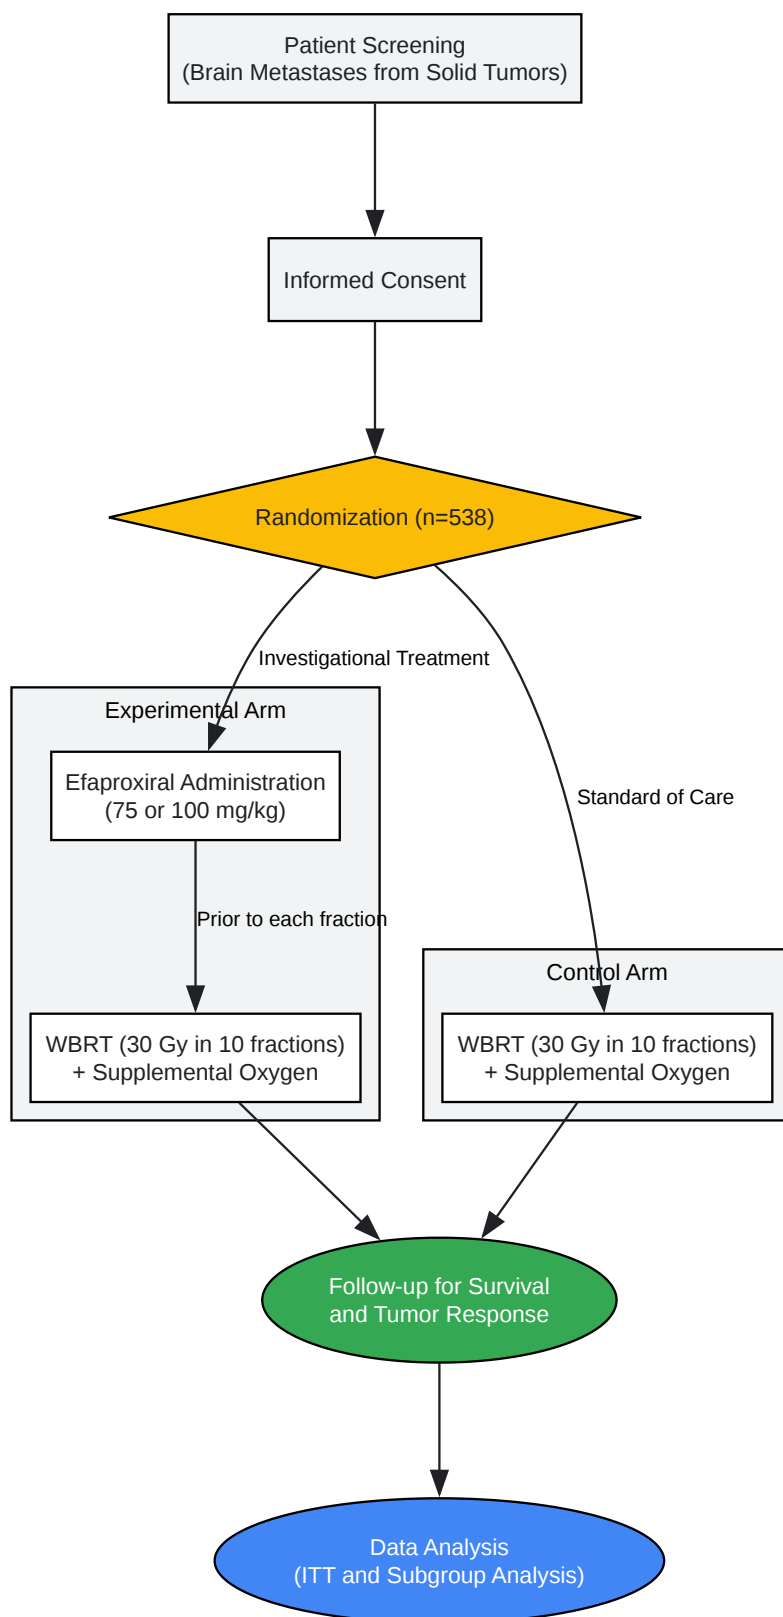 Patient Screening
(Brain Metastases from Solid Tumors)
Informed Consent
Randomization (n=538)
Investigational Treatment
Experimental Arm
Efaproxiral Administration
(75 or 100 mg/kg)
Standard of Care
Prior to each fraction
Control Arm
WBRT (30 Gy in 10 fractions)
+ Supplemental Oxygen
WBRT (30 Gy in 10 fractions)
+ Supplemental Oxygen
Follow-up for Survival
and Tumor Response
Data Analysis
(ITT and Subgroup Analysis)